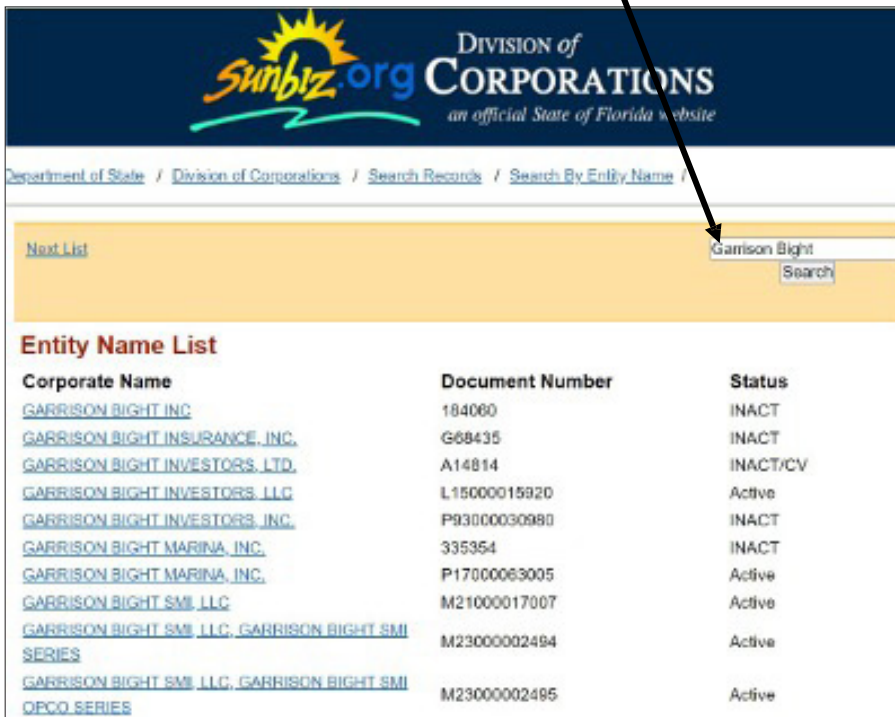 Sunbiz.org DIVISION of
CORPORATIONS
an official State of Florida website
Department of State / Division of Corporations / Search Records / Search By Entity Name /
Next List
Garrison Bight
Search
Entity Name List
Corporate Name Document Number Status
GARRISON BIGHT INC 184060 INACT
GARRISON BIGHT INSURANCE, INC. G68435 INACT
GARRISON BIGHT INVESTORS, LTD. A14814 INACT/CV
GARRISON BIGHT INVESTORS, LLC L15000015920 Active
GARRISON BIGHT INVESTORS, INC. P93000030980 INACT
GARRISON BIGHT MARINA, INC. 335354 INACT
GARRISON BIGHT MARINA, INC. P17000063005 Active
GARRISON BIGHT SMI, LLC M21000017007 Active
GARRISON BIGHT SMI, LLC, GARRISON BIGHT SMI
SERIES M23000002494 Active
GARRISON BIGHT SMI, LLC, GARRISON BIGHT SMI
OPCO SERIES M23000002495 Active